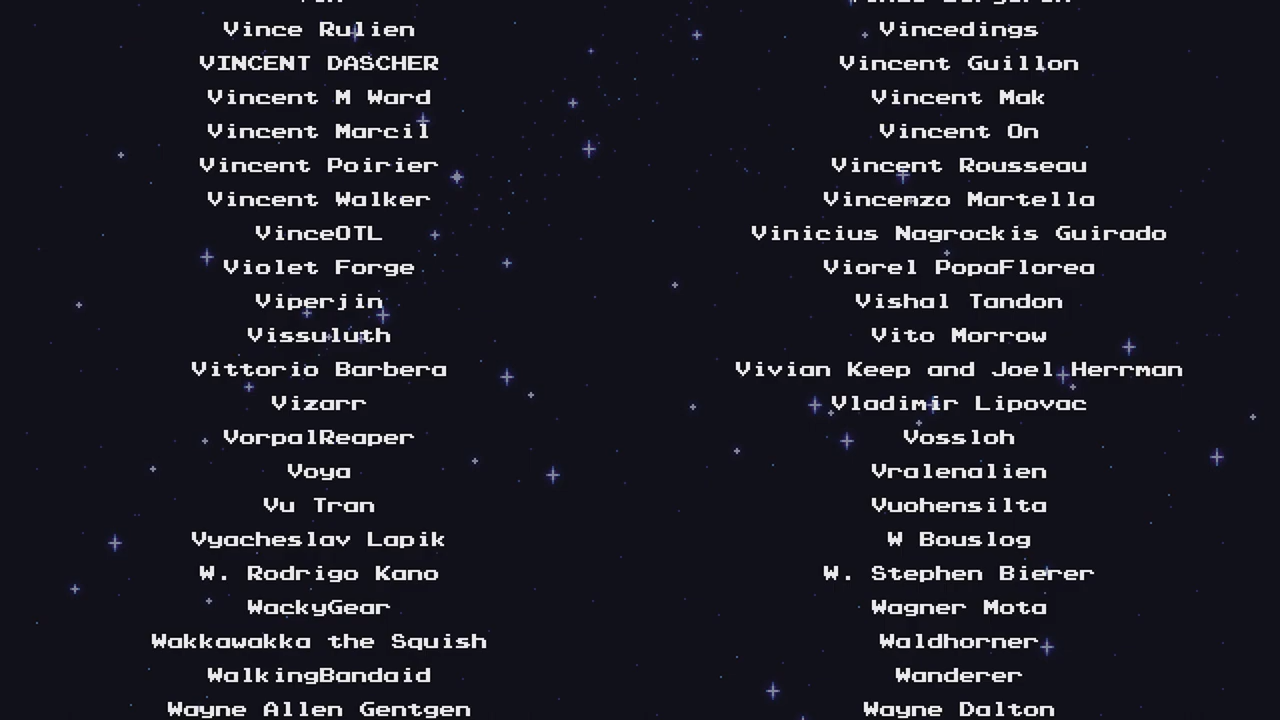 Vince Rulien
Vincedings
VINCENT DASCHER
Vincent Guillon
Vincent M Ward
Vincent Mak
Vincent Marcil
Vincent On
Vincent Poirier
Vincent Rousseau
Vincent Walker
Vincenzo Martella
VinceOTL
Vinicius Nagrockis Guirado
Violet Forge
Viorel PopaFlorea
Viperjin
Vishal Tandon
Vissuluth
Vito Morrow
Vittorio Barbera
Vivian Keep and Joel Herrman
Vizarr
Vladimir Lipovac
VorpalReaper
Vossloh
Voya
Vralenalien
Vu Tran
Vuohensilta
Vyacheslav Lapik
W Bouslog
W. Rodrigo Kano
W. Stephen Bierer
WackyGear
Wagner Mota
Wakkawakka the Squish
Waldhorner
WalkingBandaid
Wanderer
Wayne Allen Gentgen
Wayne Dalton